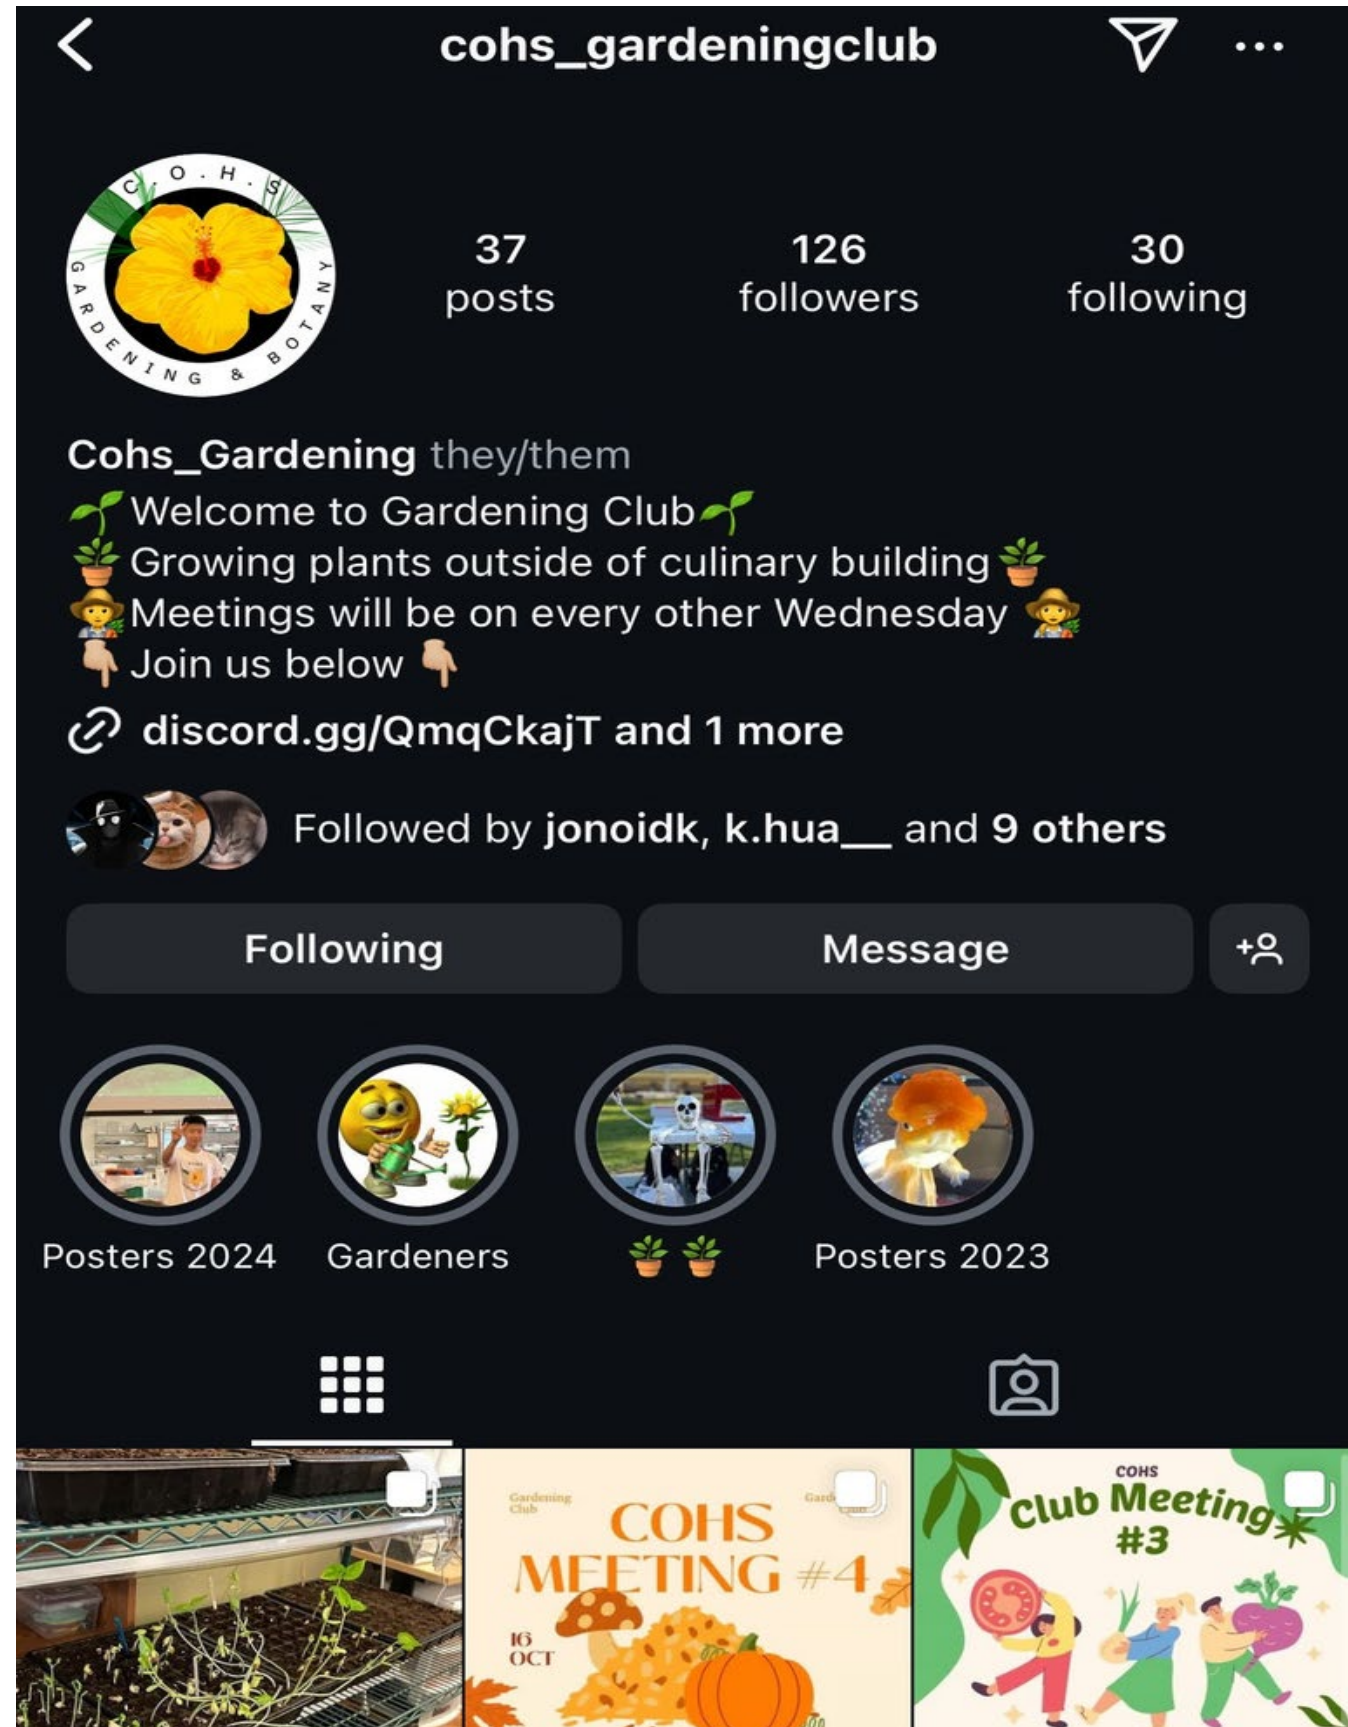 cohs_gardeningclub
C.O.H.S
GARDENING & BOTANY
37 posts
126 followers
30 following
Cohs_Gardening they/them
🌱Welcome to Gardening Club🌱
🪴Growing plants outside of culinary building🪴
🧑‍🌾Meetings will be on every other Wednesday 🧑‍🌾
👇🏻Join us below 👇🏻
discord.gg/QmqCkajT and 1 more
Followed by jonoidk, k.hua__ and 9 others
Following
Message
Posters 2024
Gardeners
🪴🪴
Posters 2023
Gardening
Club
COHS
MEETING #4
16
OCT
COHS
Club Meeting
#3